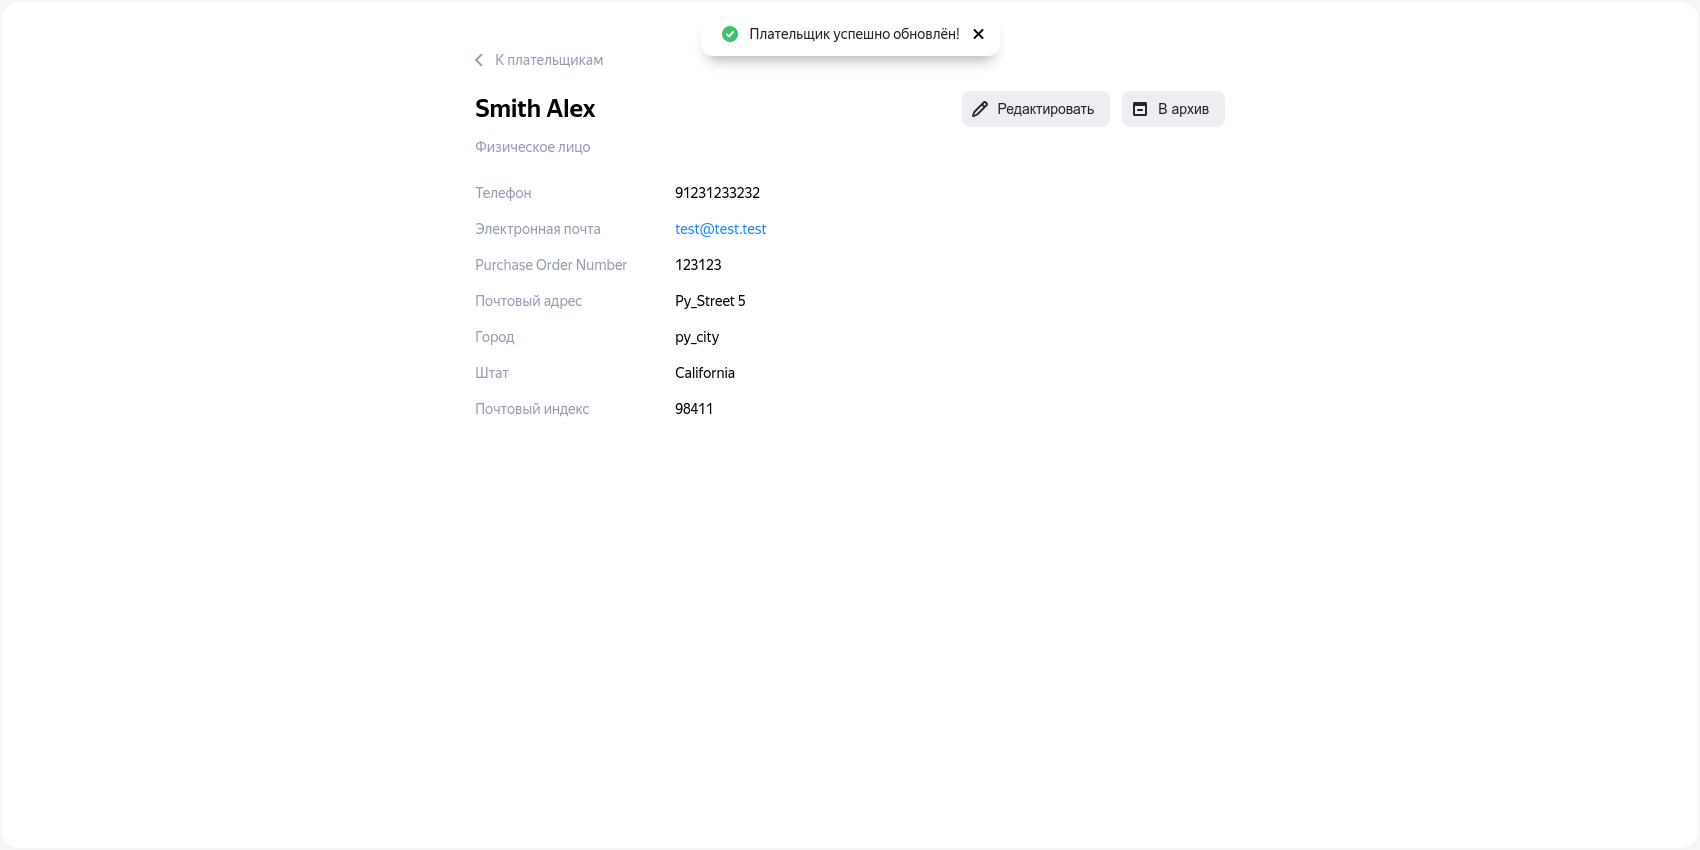 Плательщик успешно обновлён!
К плательщикам
Smith Alex
Редактировать
В архив
Физическое лицо
Телефон 91231233232
Электронная почта test@test.test
Purchase Order Number 123123
Почтовый адрес Py_Street 5
Город py_city
Штат California
Почтовый индекс 98411